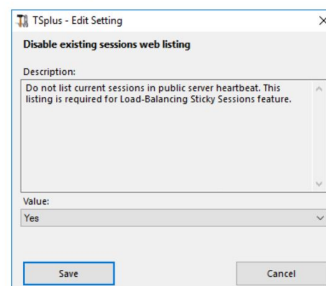 TSplus - Edit Setting
Disable existing sessions web listing
Description:
Do not list current sessions in public server heartbeat. This
listing is required for Load-Balancing Sticky Sessions feature.
Value:
Yes
Save
Cancel